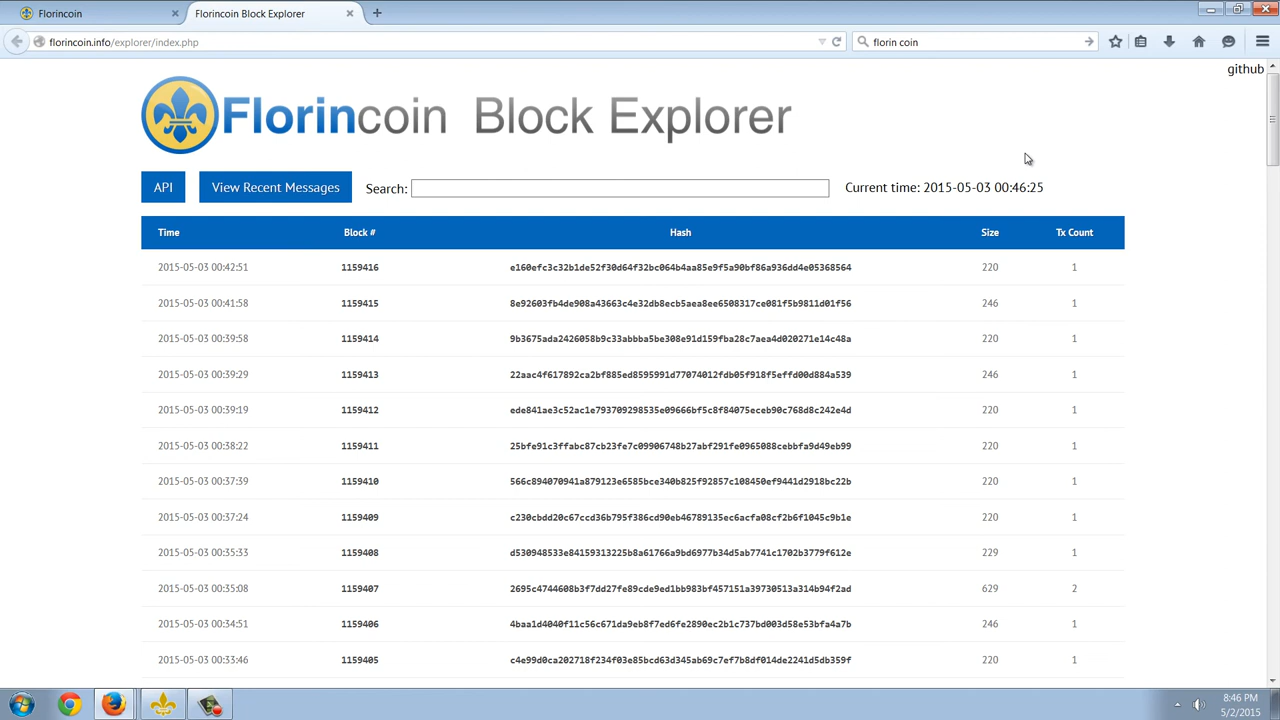 Florincoin
Florincoin Block Explorer
florincoin.info/explorer/index.php
florin coin
github
Florincoin Block Explorer
API
View Recent Messages
Search:
Current time: 2015-05-03 00:46:25
Time Block # Hash Size Tx Count
2015-05-03 00:42:51 1159416 e160efc3c32b1de52f30d64f32bc064b4aa85e9f5a90bf86a936dd4e05368564 220 1
2015-05-03 00:41:58 1159415 8e92603fb4de908a43663c4e32db8ecb5aea8ee6508317ce081f5b9811d01f56 246 1
2015-05-03 00:39:58 1159414 9b3675ada2426058b9c33abbba5be308e91d159fba28c7aea4d020271e14c48a 220 1
2015-05-03 00:39:29 1159413 22aac4f617892ca2bf885ed8595991d77074012fdb05f918f5effd00d884a539 246 1
2015-05-03 00:39:19 1159412 ede841ae3c52ac1e793709298535e09666bf5c8f84075eceb90c768d8c242e4d 220 1
2015-05-03 00:38:22 1159411 25bfe91c3ffabc87cb23fe7c09906748b27abf291fe0965088cebbfa9d49eb99 220 1
2015-05-03 00:37:39 1159410 566c894070941a879123e6585bce340b825f92857c108450ef9441d2918bc22b 220 1
2015-05-03 00:37:24 1159409 c230cbdd20c67ccd36b795f386cd90eb46789135ec6acfa08cf2b6f1045c9b1e 220 1
2015-05-03 00:35:33 1159408 d530948533e84159313225b8a61766a9bd6977b34d5ab7741c1702b3779f612e 229 1
2015-05-03 00:35:08 1159407 2695c4744608b3f7dd27fe89cde9ed1bb983bf457151a39730513a314b94f2ad 629 2
2015-05-03 00:34:51 1159406 4baa1d4040f11c56c671da9eb8f7ed6fe2890ec2b1c737bd003d58e53bfa4a7b 246 1
2015-05-03 00:33:46 1159405 c4e99d0ca202718f234f03e85bcd63d345ab69c7ef7b8df014de2241d5db359f 220 1
8:46 PM
5/2/2015